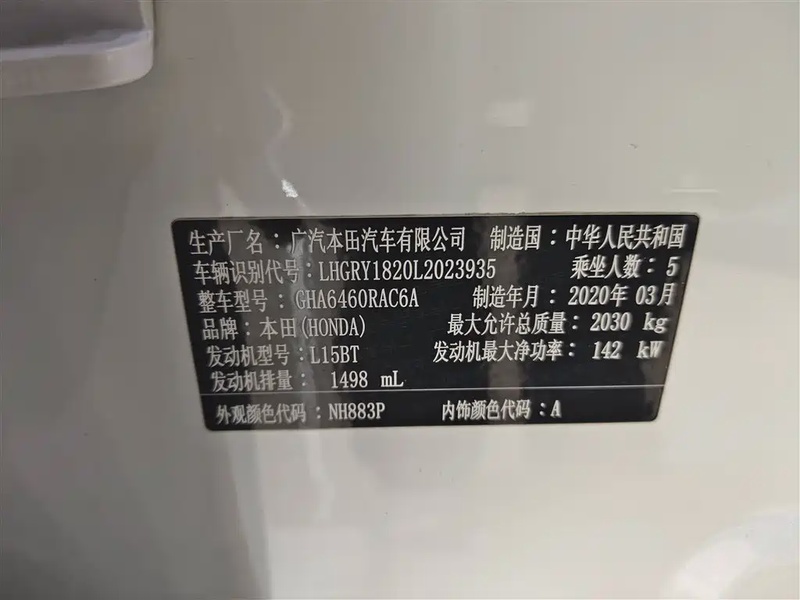 生产厂名：广汽本田汽车有限公司 制造国：中华人民共和国
车辆识别代号：LHGRY1820L2023935 乘坐人数：5
整车型号：GHA6460RAC6A 制造年月：2020年 03月
品牌：本田(HONDA) 最大允许总质量：2030 kg
发动机型号：L15BT 发动机最大净功率：142 kW
发动机排量：1498 mL
外观颜色代码：NH883P 内饰颜色代码：A